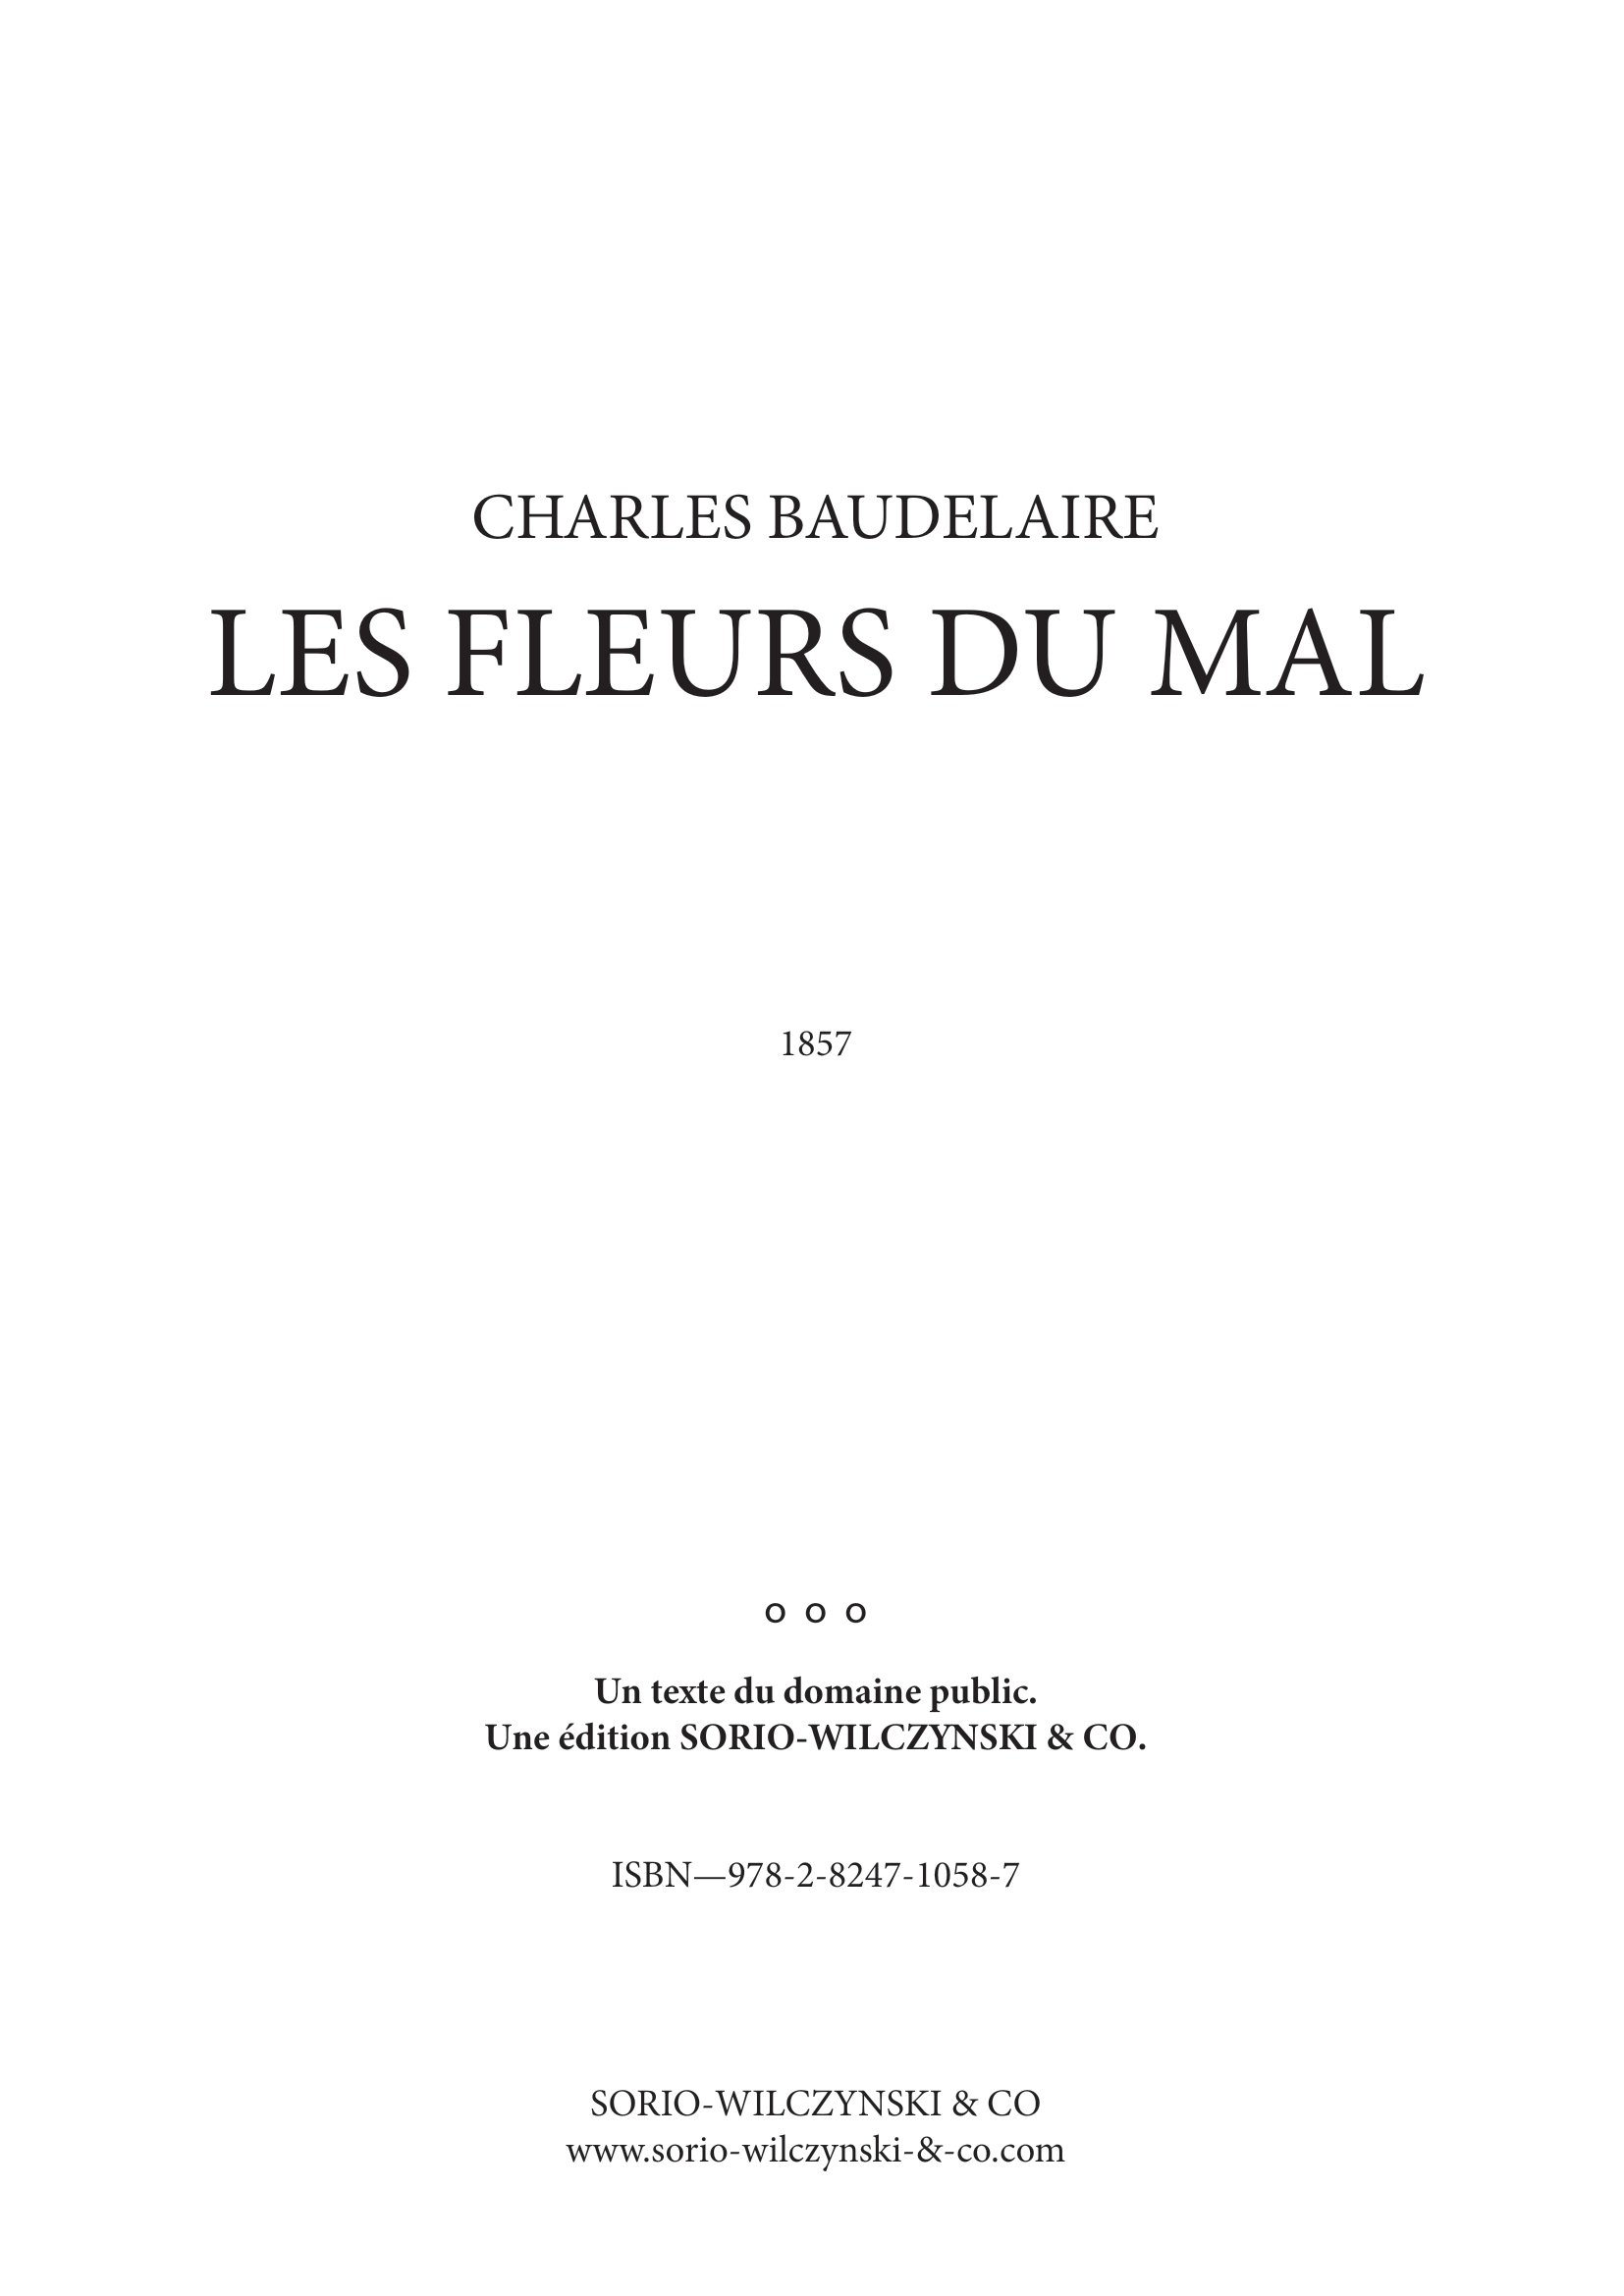 CHARLES BAUDELAIRE
LES FLEURS DU MAL
1857
Un texte du domaine public.
Une édition SORIO-WILCZYNSKI & CO.
ISBN—978-2-8247-1058-7
SORIO-WILCZYNSKI & CO
www.sorio-wilczynski-&-co.com